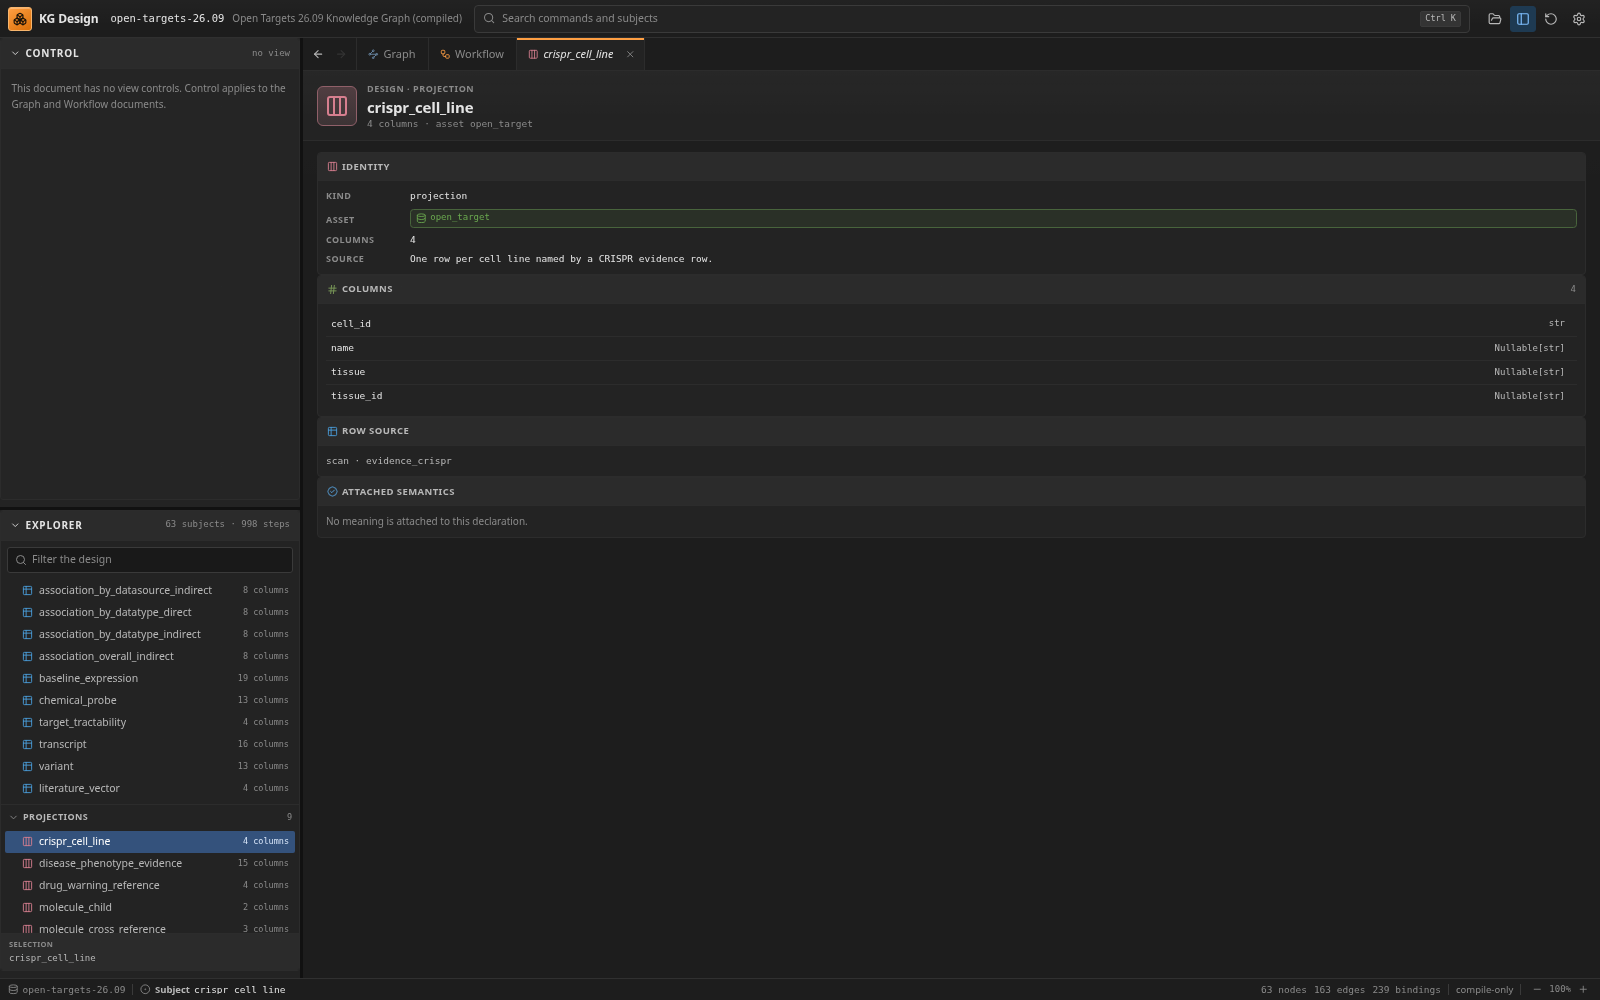 KG Design open-targets-26.09 Open Targets 26.09 Knowledge Graph (compiled) Search commands and subjects Ctrl K
CONTROL no view
This document has no view controls. Control applies to the
Graph and Workflow documents.
Graph Workflow crispr_cell_line
DESIGN · PROJECTION
crispr_cell_line
4 columns · asset open_target
IDENTITY
KIND projection
ASSET open_target
COLUMNS 4
SOURCE One row per cell line named by a CRISPR evidence row.
COLUMNS 4
cell_id str
name Nullable[str]
tissue Nullable[str]
tissue_id Nullable[str]
ROW SOURCE
scan · evidence_crispr
ATTACHED SEMANTICS
No meaning is attached to this declaration.
EXPLORER 63 subjects · 998 steps
Filter the design
association_by_datasource_indirect 8 columns
association_by_datatype_direct 8 columns
association_by_datatype_indirect 8 columns
association_overall_indirect 8 columns
baseline_expression 19 columns
chemical_probe 13 columns
target_tractability 4 columns
transcript 16 columns
variant 13 columns
literature_vector 4 columns
PROJECTIONS 9
crispr_cell_line 4 columns
disease_phenotype_evidence 15 columns
drug_warning_reference 4 columns
molecule_child 2 columns
molecule_cross_reference 3 columns
SELECTION
crispr_cell_line
open-targets-26.09 Subject crispr cell line 63 nodes 163 edges 239 bindings compile-only 100%